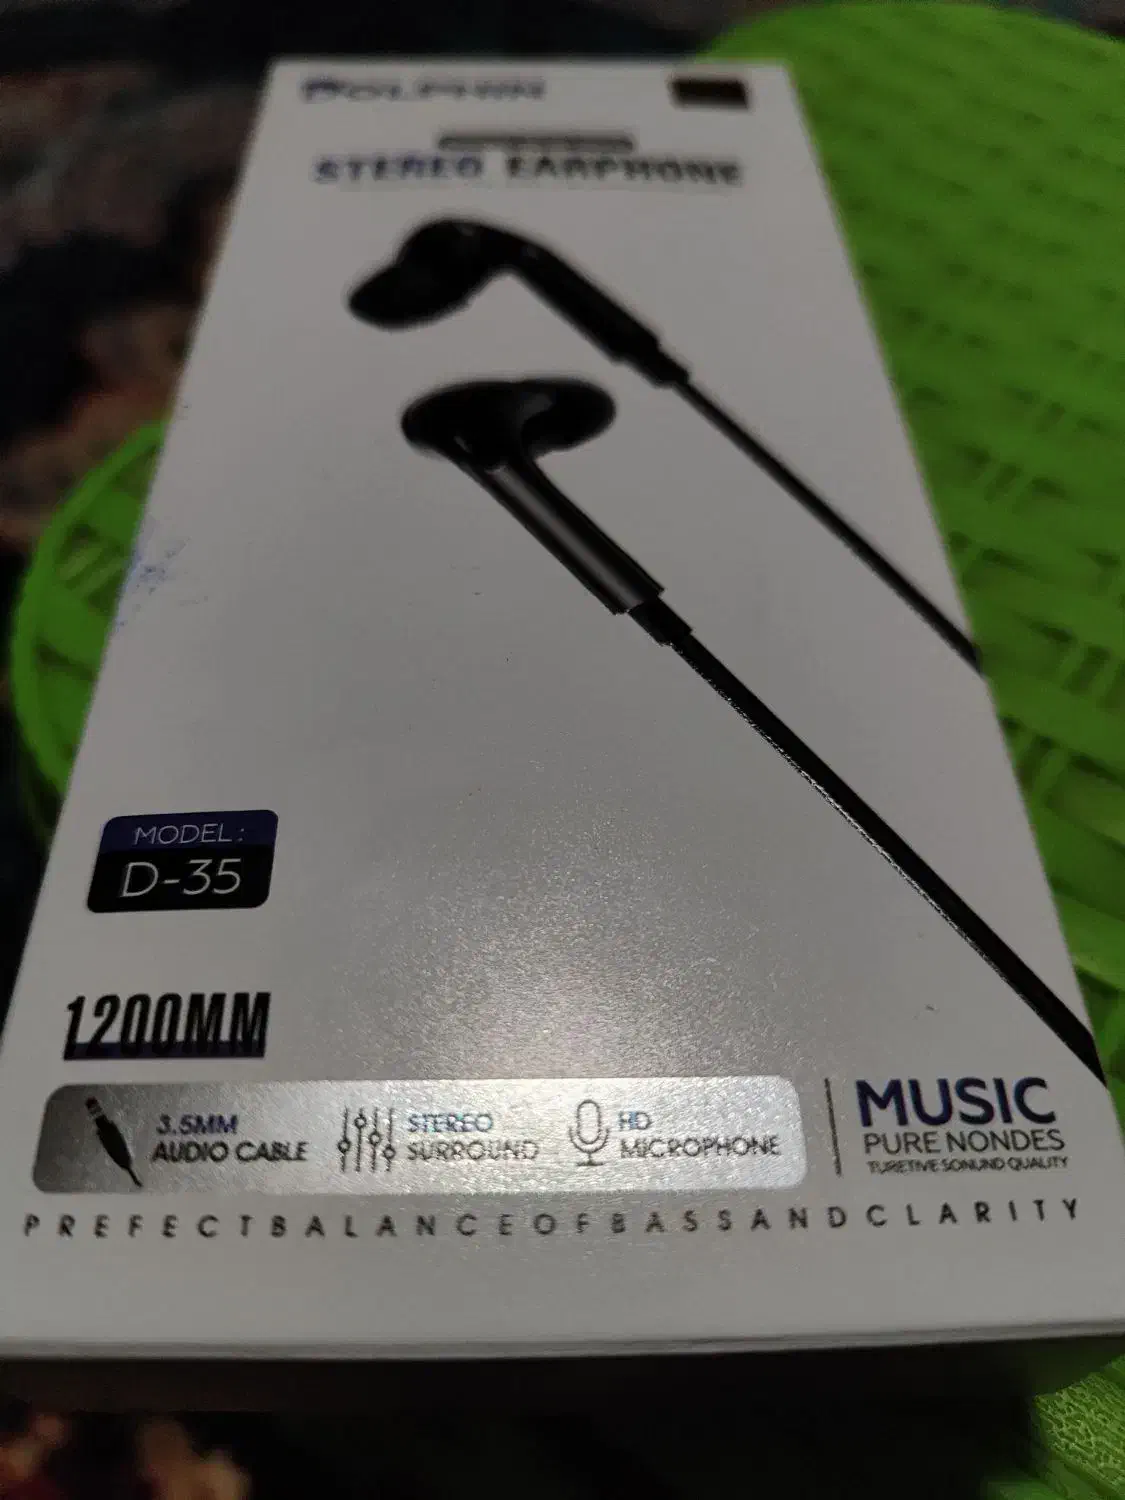 DOLPHIN
STEREO EARPHONE
MODEL:
D-35
1200MM
3.5MM
AUDIO CABLE
STEREO
SURROUND
HD
MICROPHONE
MUSIC
PURE NONDES
TURETIVE SONUND QUALITY
PREFECTBALANCEOFBASSANDCLARITY